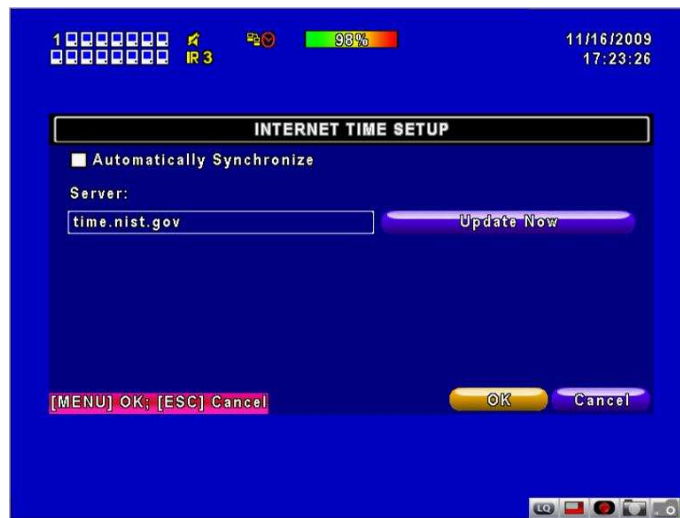 1 98% 11/16/2009
IR 3 17:23:26
INTERNET TIME SETUP
Automatically Synchronize
Server:
time.nist.gov Update Now
[MENU] OK; [ESC] Cancel OK Cancel
LQ